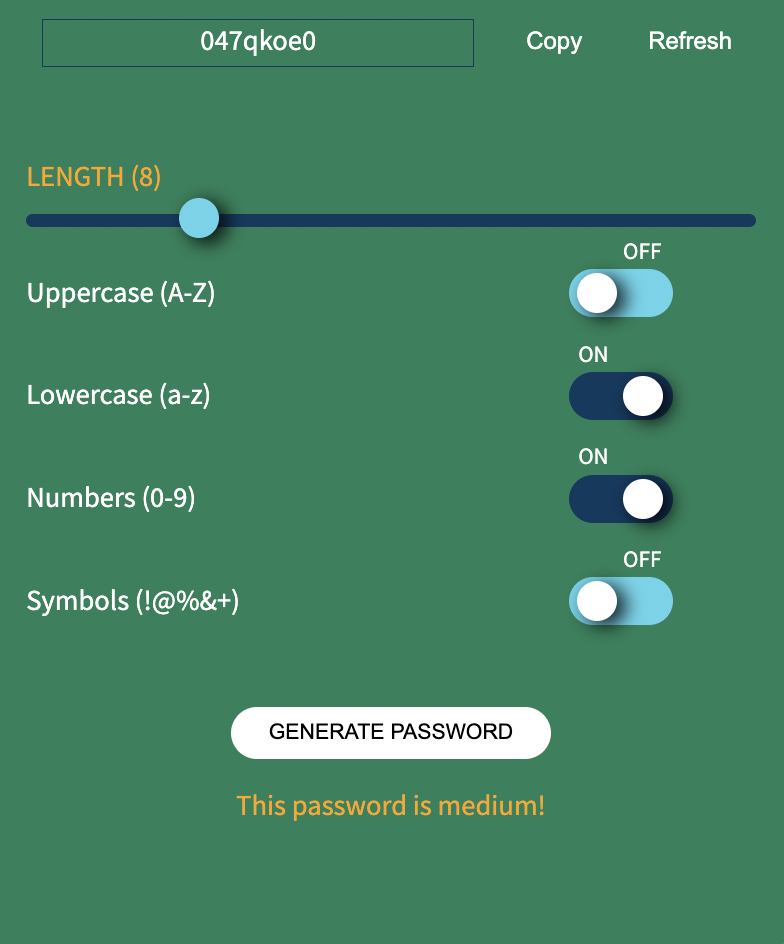 047qkoe0 Copy Refresh
LENGTH (8)
OFF
Uppercase (A-Z)
ON
Lowercase (a-z)
ON
Numbers (0-9)
OFF
Symbols (!@%&+)
GENERATE PASSWORD
This password is medium!